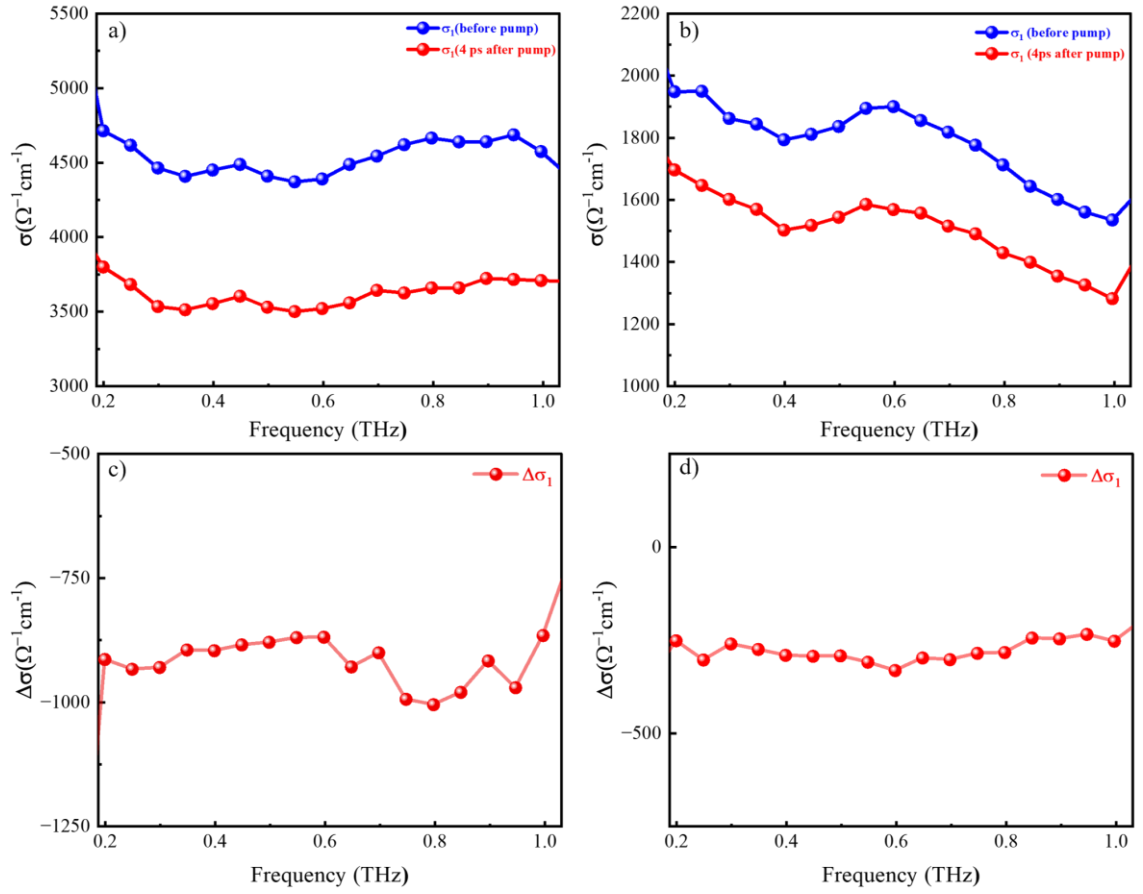 a)
σ₁(before pump)
σ₁(4 ps after pump)
5500
5000
4500
4000
3500
3000
σ(Ω⁻¹cm⁻¹)
0.2 0.4 0.6 0.8 1.0
Frequency (THz)
b)
σ₁ (before pump)
σ₁ (4ps after pump)
2200
2000
1800
1600
1400
1200
1000
σ(Ω⁻¹cm⁻¹)
0.2 0.4 0.6 0.8 1.0
Frequency (THz)
c)
Δσ₁
−500
−750
−1000
−1250
Δσ(Ω⁻¹cm⁻¹)
0.2 0.4 0.6 0.8 1.0
Frequency (THz)
d)
Δσ₁
0
−500
Δσ(Ω⁻¹cm⁻¹)
0.2 0.4 0.6 0.8 1.0
Frequency (THz)